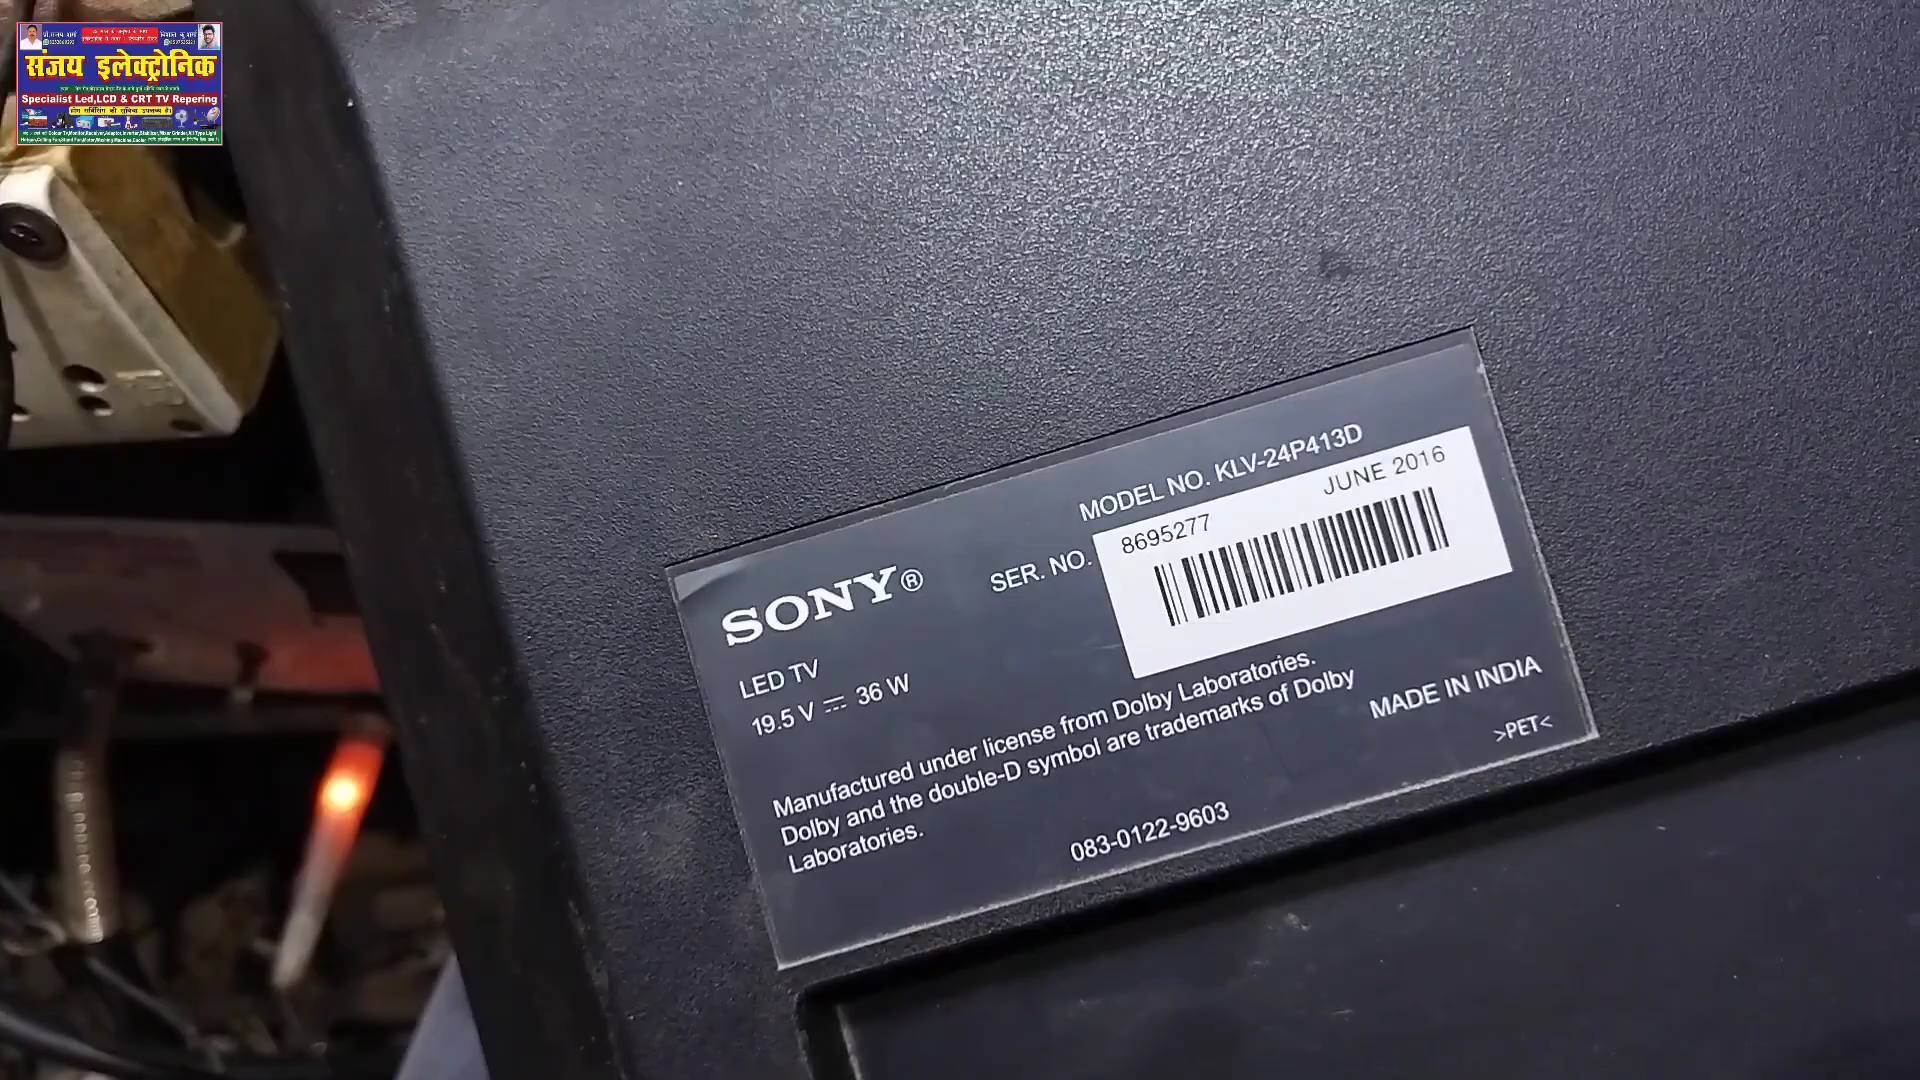 संजय इलेक्ट्रोनिक
Specialist Led,LCD & CRT TV Repering
MODEL NO. KLV-24P413D
JUNE 2016
SER. NO. 8695277
SONY®
LED TV
19.5 V ⎓ 36 W
Manufactured under license from Dolby Laboratories.
Dolby and the double-D symbol are trademarks of Dolby
Laboratories.
MADE IN INDIA
>PET<
083-0122-9603